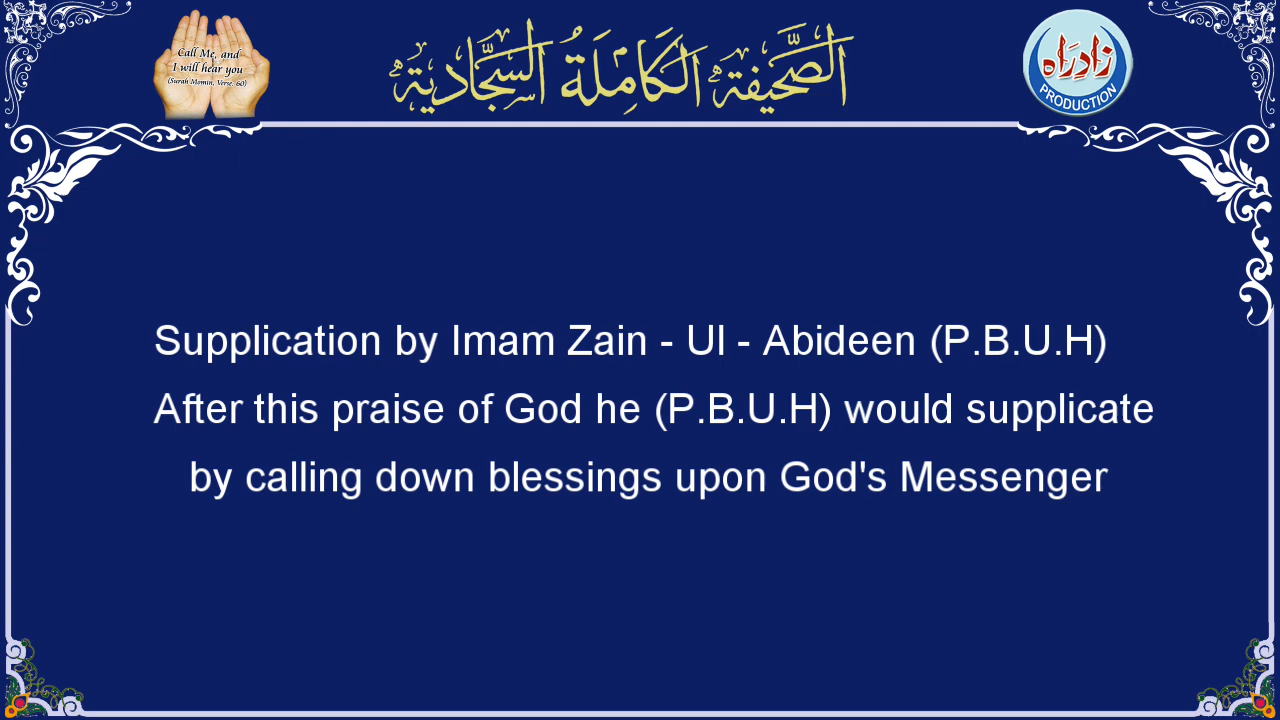 Call Me, and
I will hear you
(Surah Momin, Verse. 60)
الصَّحِيفَةُ الكَامِلَةُ السَّجَّادِيَةُ
زَادِرَاه
PRODUCTION
Supplication by Imam Zain - Ul - Abideen (P.B.U.H)
After this praise of God he (P.B.U.H) would supplicate
by calling down blessings upon God's Messenger